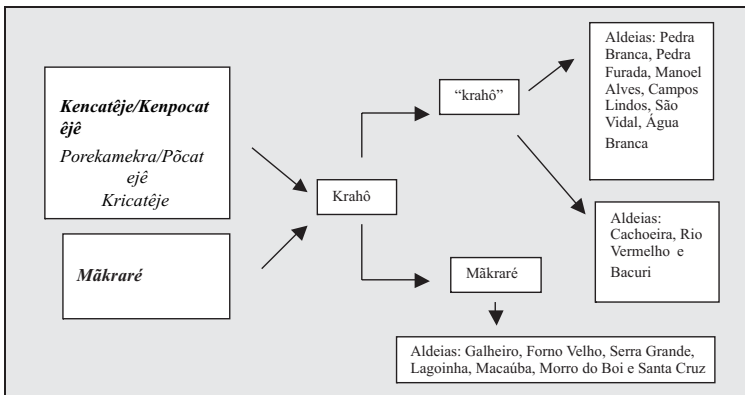 Kencatêje/Kenpocat
êjê
Porekamekra/Põcat
ejê
Kricatêje
Mãkraré
Krahô
“krahô”
Mãkraré
Aldeias: Pedra
Branca, Pedra
Furada, Manoel
Alves, Campos
Lindos, São
Vidal, Água
Branca
Aldeias:
Cachoeira, Rio
Vermelho e
Bacuri
Aldeias: Galheiro, Forno Velho, Serra Grande,
Lagoinha, Macaúba, Morro do Boi e Santa Cruz